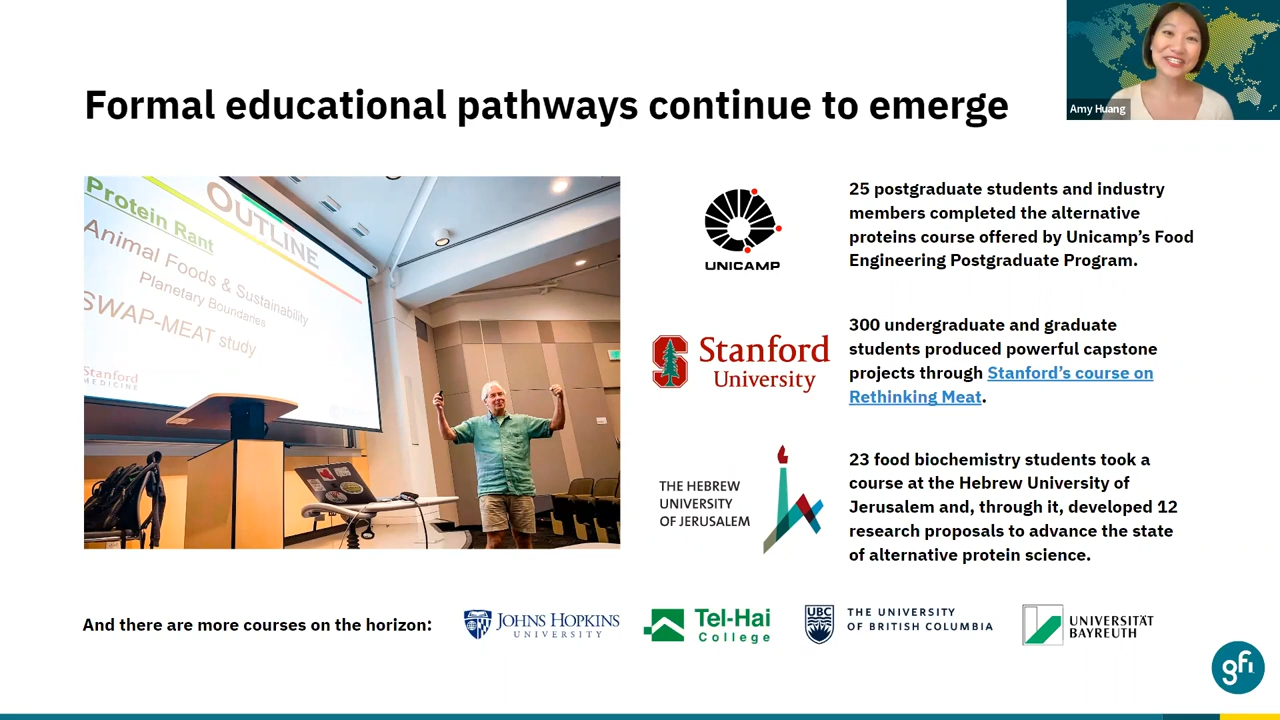 Amy Huang
Formal educational pathways continue to emerge
OUTLINE
Protein Rant
Animal Foods & Sustainability
Planetary Boundaries
SWAP-MEAT study
Stanford
MEDICINE
UNICAMP
25 postgraduate students and industry
members completed the alternative
proteins course offered by Unicamp’s Food
Engineering Postgraduate Program.
Stanford
University
300 undergraduate and graduate
students produced powerful capstone
projects through Stanford’s course on
Rethinking Meat.
THE HEBREW
UNIVERSITY
OF JERUSALEM
23 food biochemistry students took a
course at the Hebrew University of
Jerusalem and, through it, developed 12
research proposals to advance the state
of alternative protein science.
And there are more courses on the horizon:
JOHNS HOPKINS
UNIVERSITY
Tel-Hai
College
UBC
THE UNIVERSITY
OF BRITISH COLUMBIA
UNIVERSITÄT
BAYREUTH
gfi